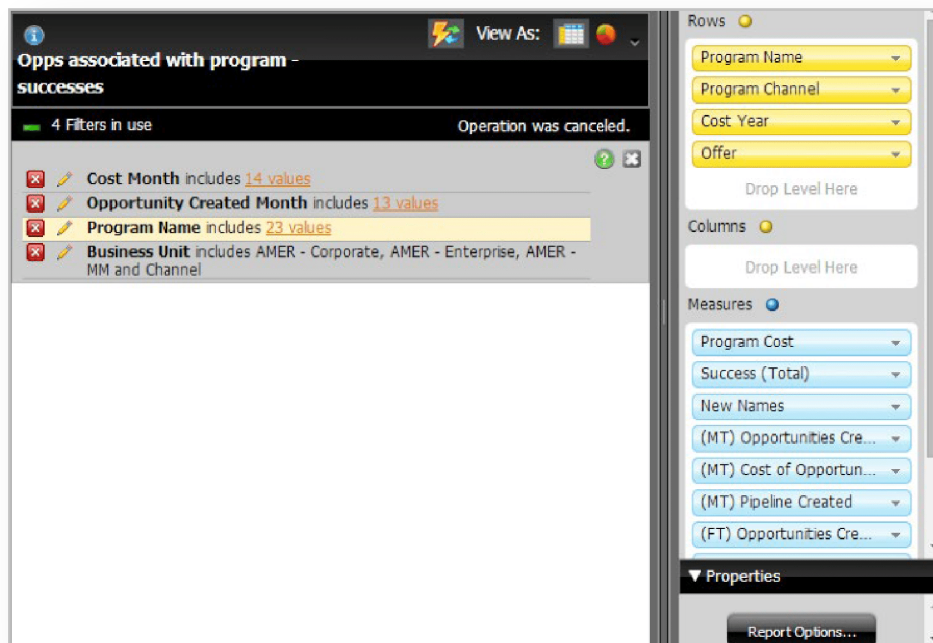 View As:
Opps associated with program -
successes
4 Filters in use
Operation was canceled.
Cost Month includes 14 values
Opportunity Created Month includes 13 values
Program Name includes 23 values
Business Unit includes AMER - Corporate, AMER - Enterprise, AMER -
MM and Channel
Rows
Program Name
Program Channel
Cost Year
Offer
Drop Level Here
Columns
Drop Level Here
Measures
Program Cost
Success (Total)
New Names
(MT) Opportunities Cre...
(MT) Cost of Opportun...
(MT) Pipeline Created
(FT) Opportunities Cre...
Properties
Report Options...